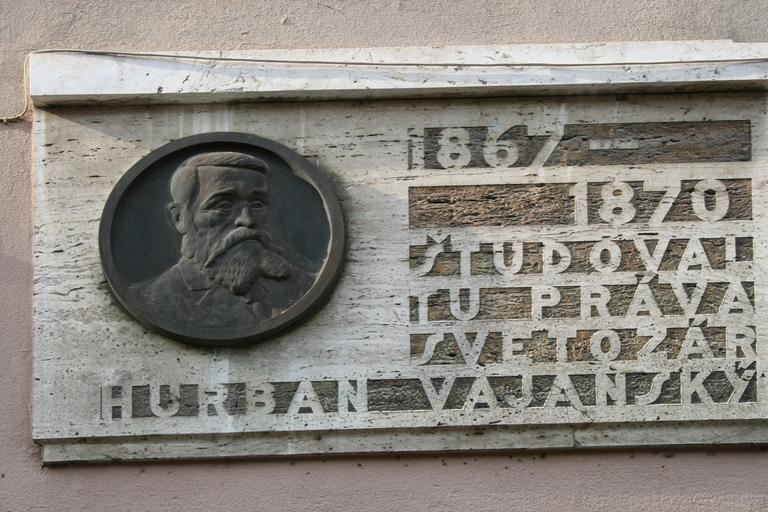 1867 —
1870
ŠTUDOVAL
TU PRÁVA
SVETOZÁR
HURBAN VAJANSKÝ